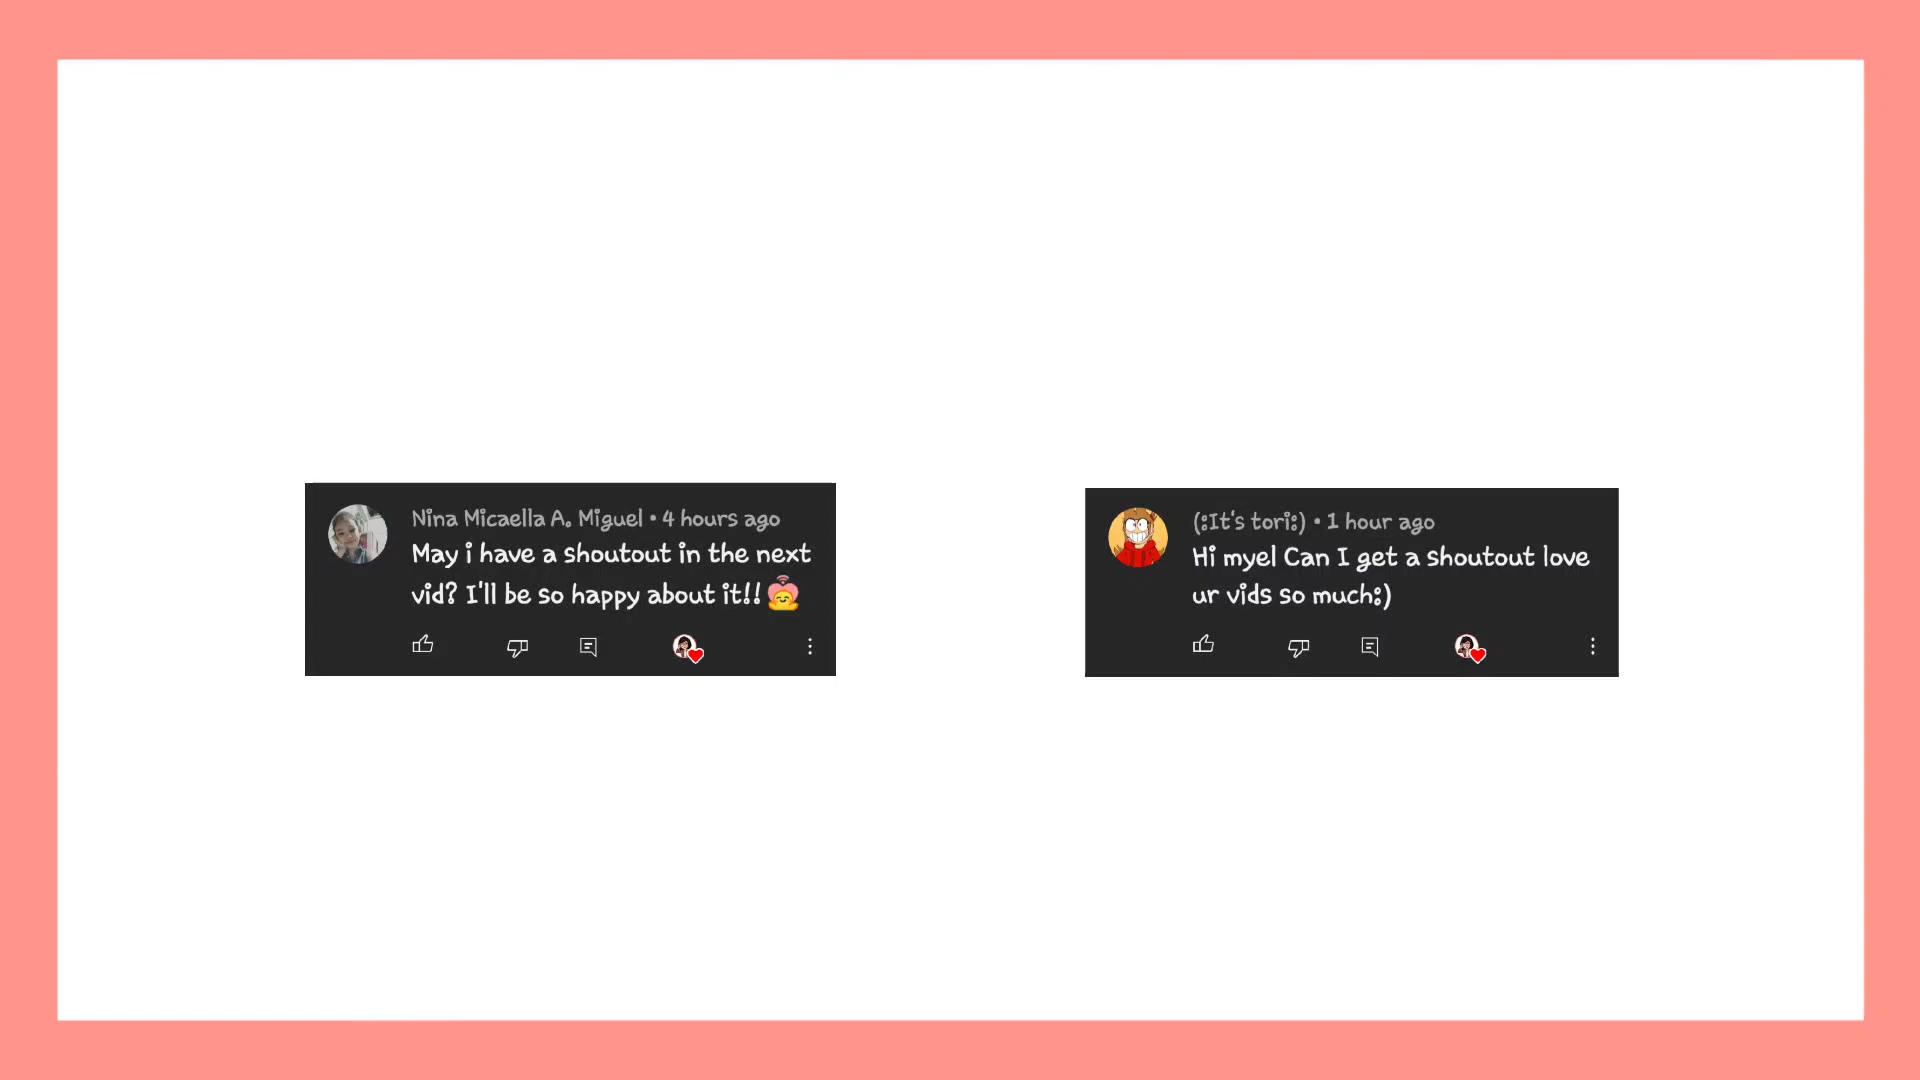 Nina Micaella A. Miguel • 4 hours ago
May i have a shoutout in the next
vid? I'll be so happy about it!!
(:It's tori:) • 1 hour ago
Hi myel Can I get a shoutout love
ur vids so much:)